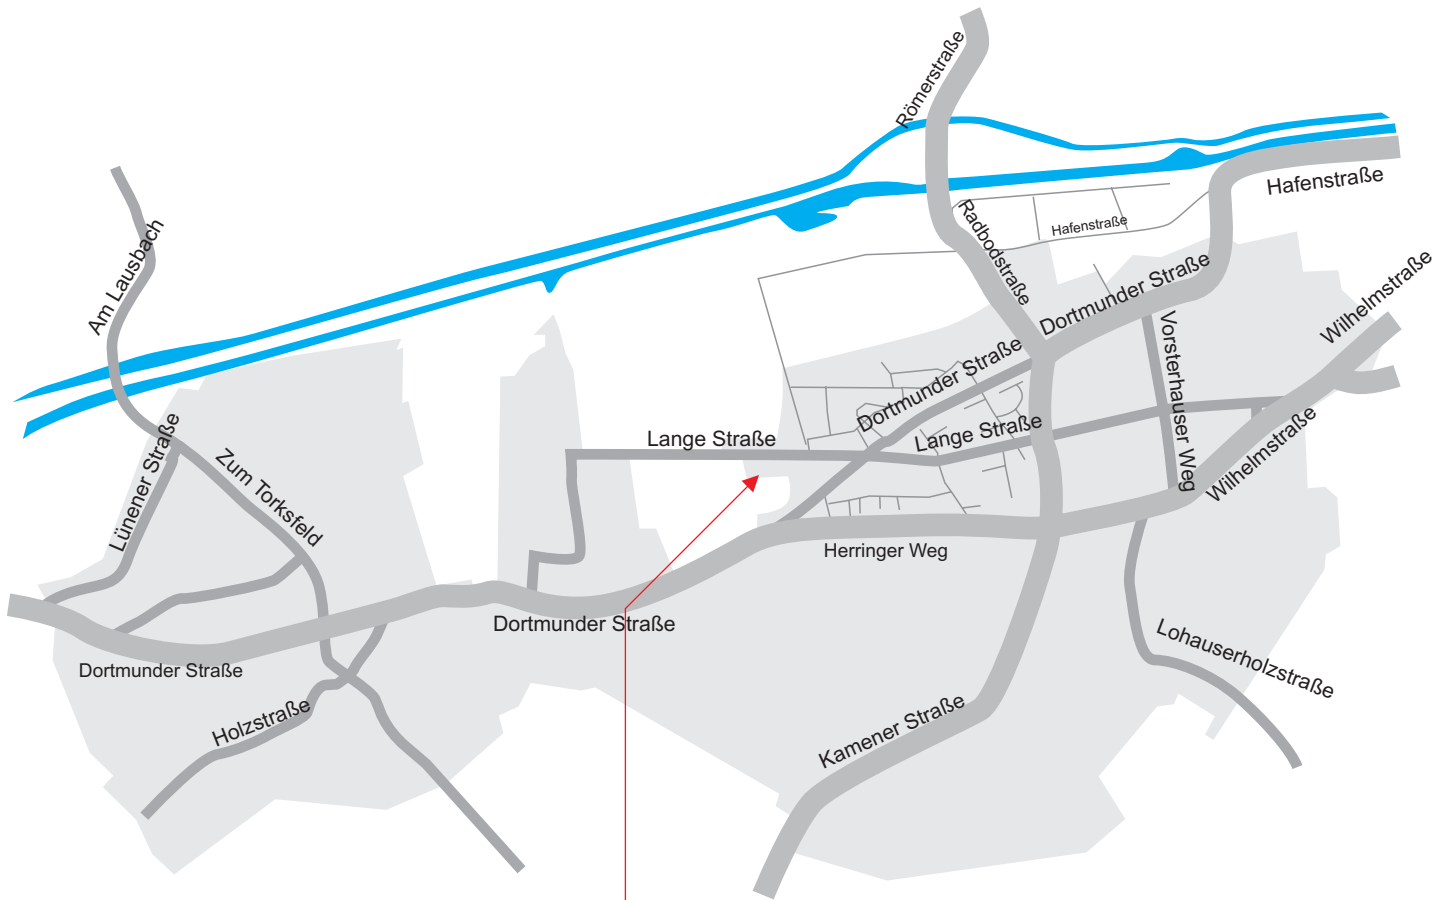 Römerstraße
Hafenstraße
Radbodstraße
Hafenstraße
Am Lausbach
Dortmunder Straße
Wilhelmstraße
Vorsterhauser Weg
Dortmunder Straße
Lange Straße
Lange Straße
Lünener Straße
Zum Torksfeld
Wilhelmstraße
Herringer Weg
Dortmunder Straße
Lohauserholzstraße
Dortmunder Straße
Holzstraße
Kamener Straße